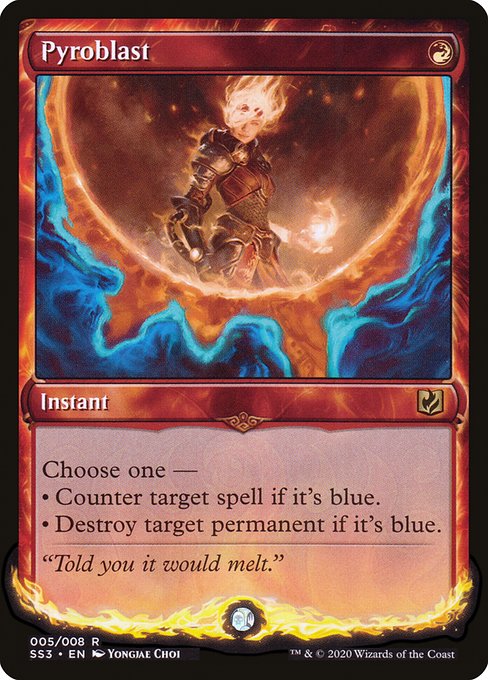 Pyroblast
Instant
Choose one —
• Counter target spell if it's blue.
• Destroy target permanent if it's blue.
“Told you it would melt.”
005/008 R
SS3 • EN Yongjae Choi
™ & © 2020 Wizards of the Coast